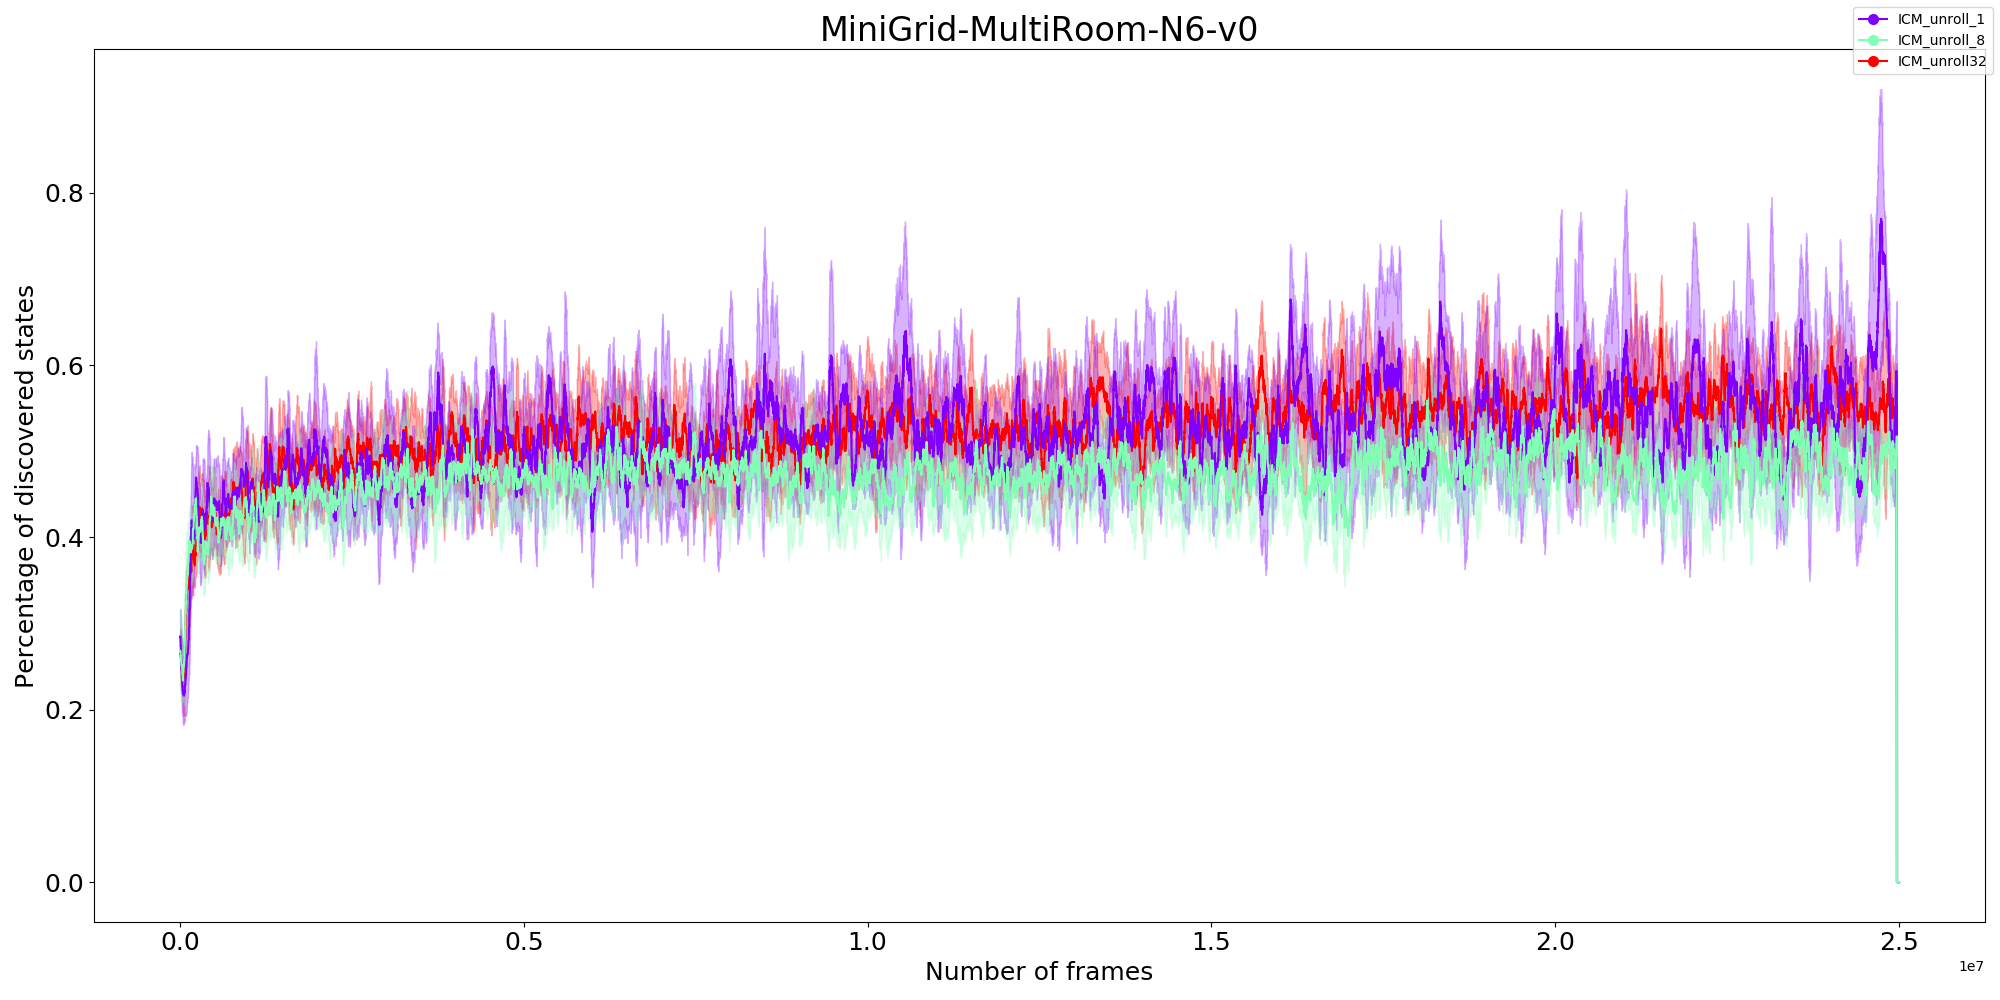 MiniGrid-MultiRoom-N6-v0
ICM_unroll_1
ICM_unroll_8
ICM_unroll32
Percentage of discovered states
0.8
0.6
0.4
0.2
0.0
0.0 0.5 1.0 1.5 2.0 2.5
1e7
Number of frames